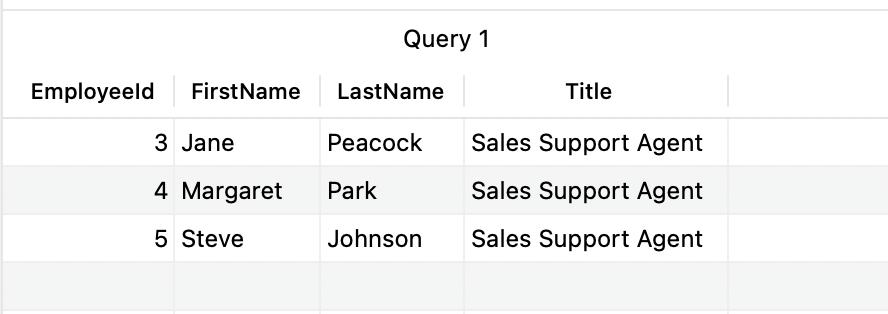 Query 1
EmployeeId FirstName LastName Title
3 Jane Peacock Sales Support Agent
4 Margaret Park Sales Support Agent
5 Steve Johnson Sales Support Agent